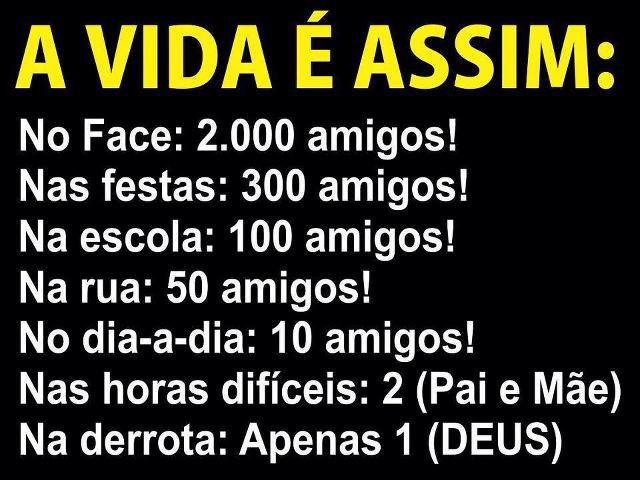 A VIDA É ASSIM:
No Face: 2.000 amigos!
Nas festas: 300 amigos!
Na escola: 100 amigos!
Na rua: 50 amigos!
No dia-a-dia: 10 amigos!
Nas horas difíceis: 2 (Pai e Mãe)
Na derrota: Apenas 1 (DEUS)